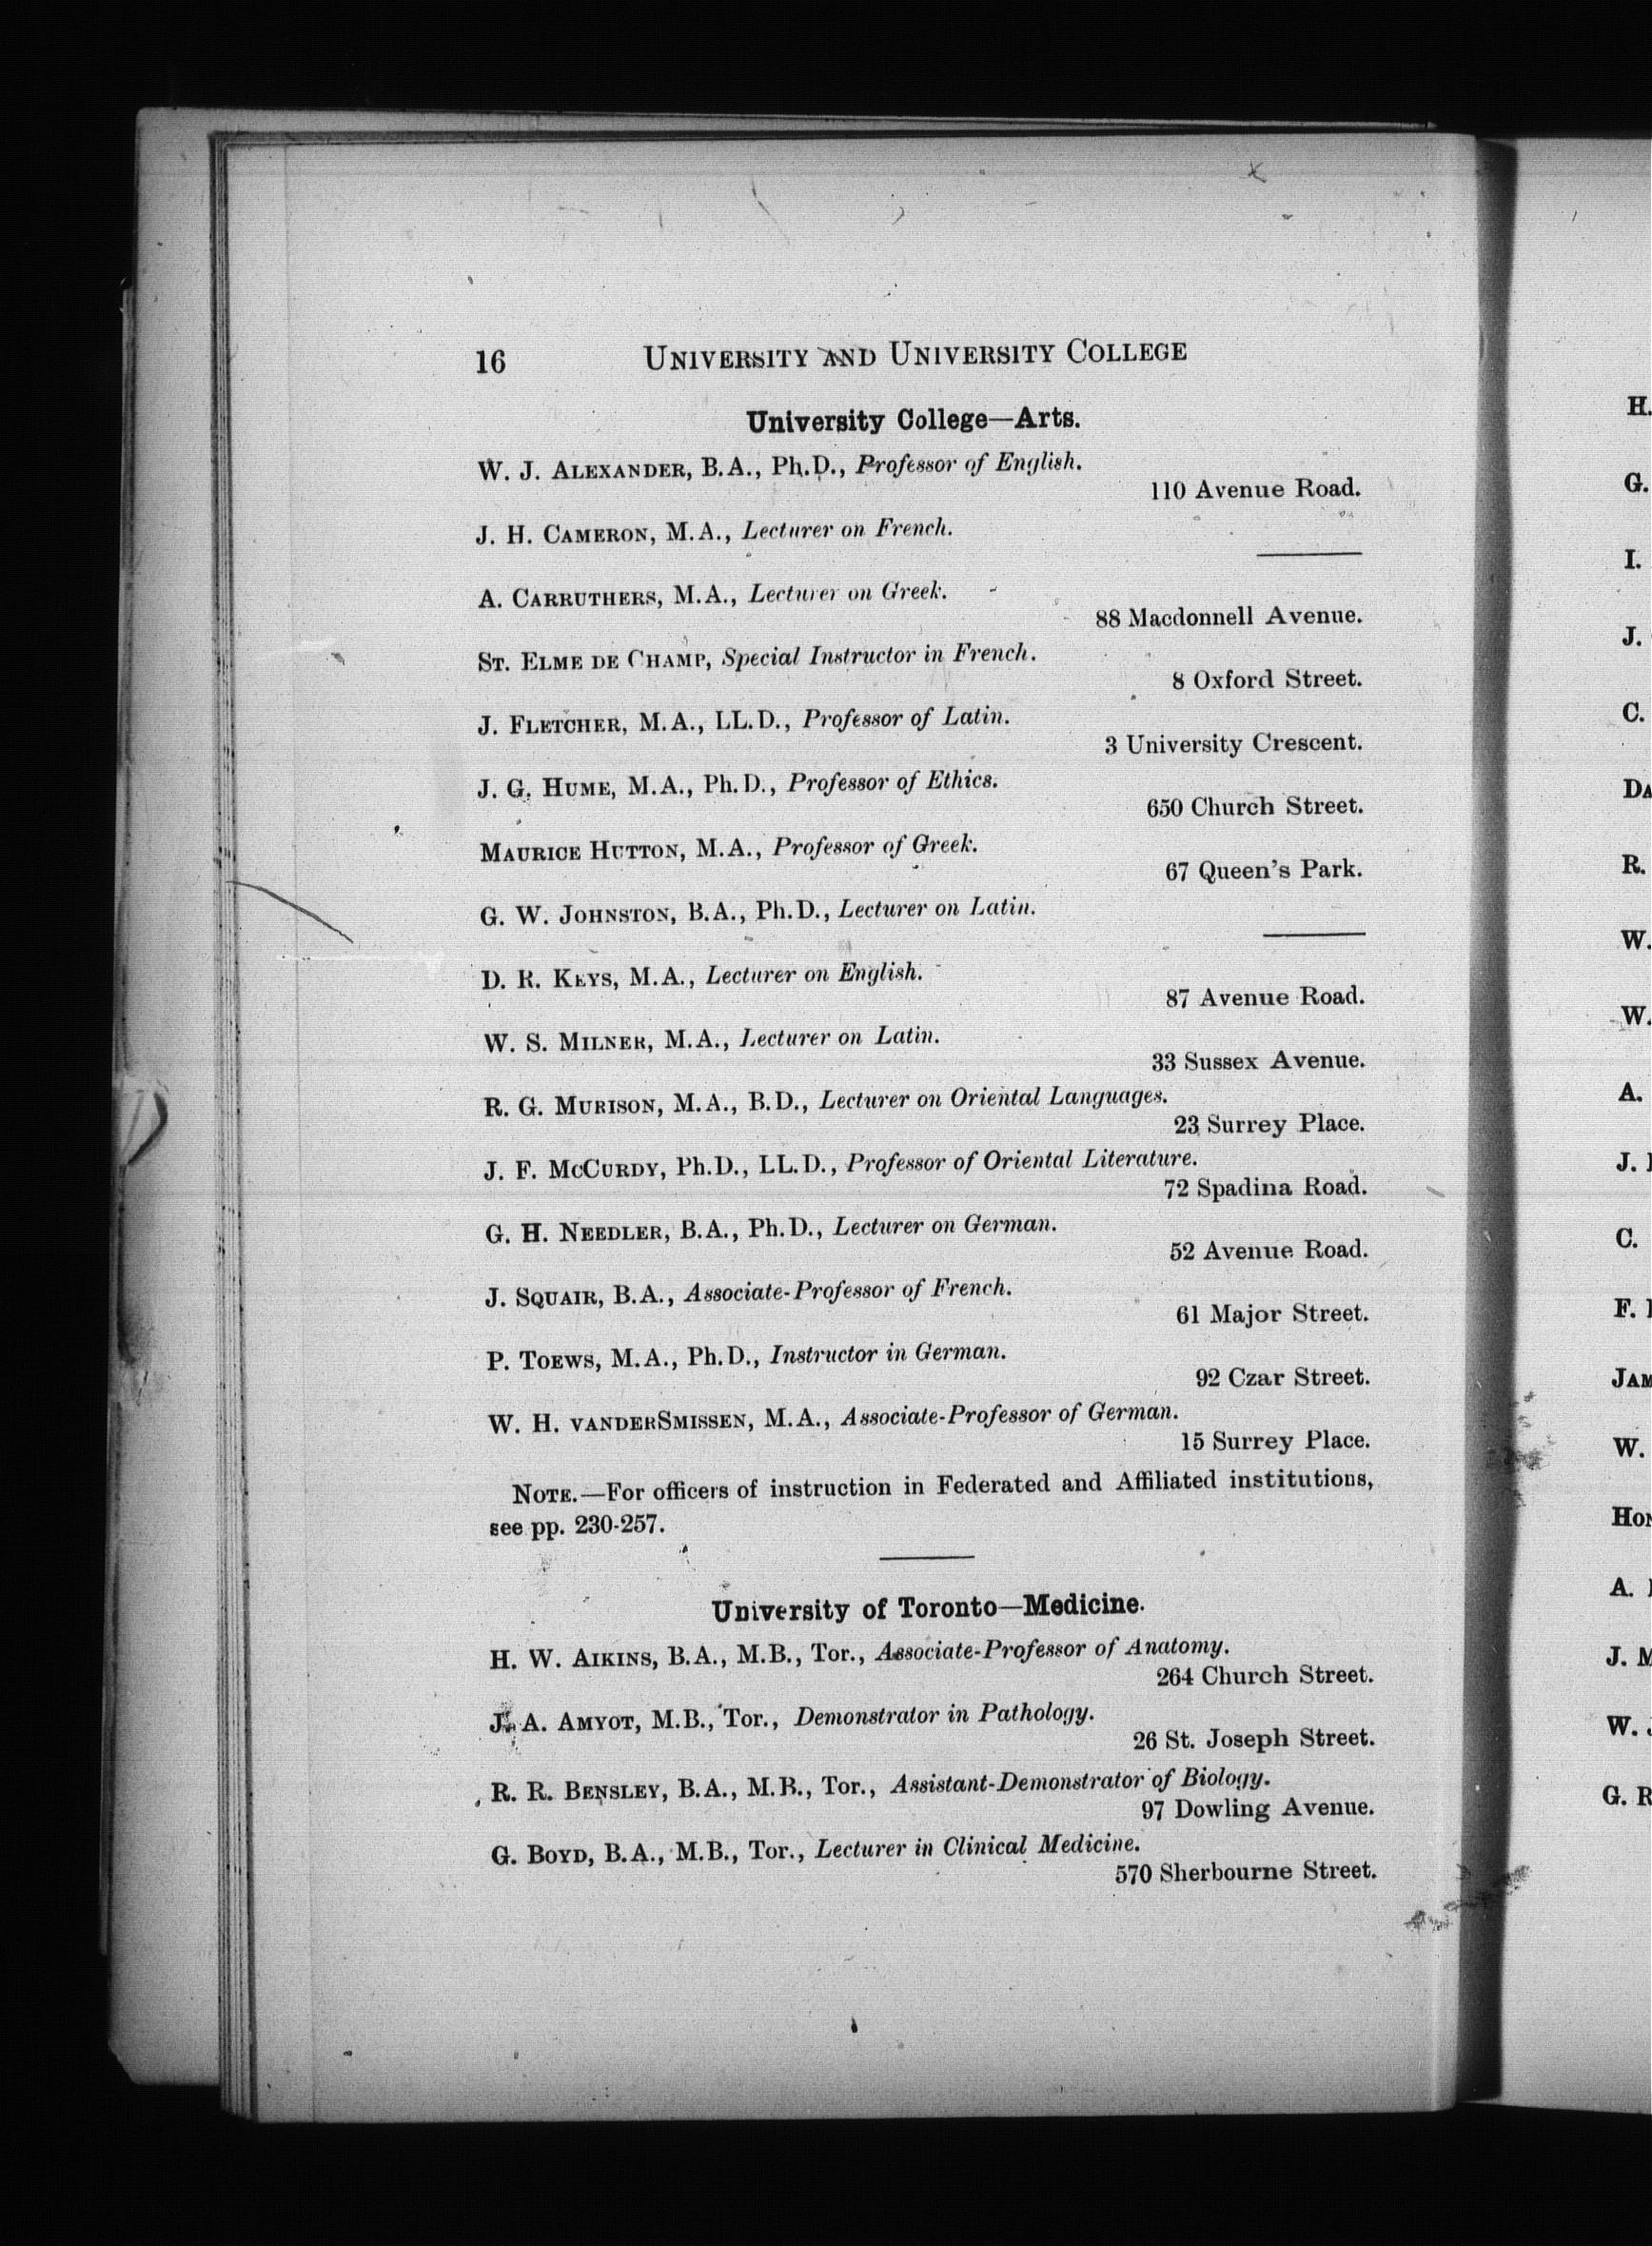 16 University and University College
University College—Arts.
W. J. Alexander, B.A., Ph.D., Professor of English.
110 Avenue Road.
J. H. Cameron, M.A., Lecturer on French.
A. Carruthers, M.A., Lecturer on Greek.
88 Macdonnell Avenue.
St. Elme de Champ, Special Instructor in French.
8 Oxford Street.
J. Fletcher, M.A., LL.D., Professor of Latin.
3 University Crescent.
J. G. Hume, M.A., Ph.D., Professor of Ethics.
650 Church Street.
Maurice Hutton, M.A., Professor of Greek.
67 Queen's Park.
G. W. Johnston, B.A., Ph.D., Lecturer on Latin.
D. R. Keys, M.A., Lecturer on English.
87 Avenue Road.
W. S. Milner, M.A., Lecturer on Latin.
33 Sussex Avenue.
R. G. Murison, M.A., B.D., Lecturer on Oriental Languages.
23 Surrey Place.
J. F. McCurdy, Ph.D., LL.D., Professor of Oriental Literature.
72 Spadina Road.
G. H. Needler, B.A., Ph.D., Lecturer on German.
52 Avenue Road.
J. Squair, B.A., Associate-Professor of French.
61 Major Street.
P. Toews, M.A., Ph.D., Instructor in German.
92 Czar Street.
W. H. vanderSmissen, M.A., Associate-Professor of German.
15 Surrey Place.
Note.—For officers of instruction in Federated and Affiliated institutions,
see pp. 230-257.
University of Toronto—Medicine.
H. W. Aikins, B.A., M.B., Tor., Associate-Professor of Anatomy.
264 Church Street.
J. A. Amyot, M.B., Tor., Demonstrator in Pathology.
26 St. Joseph Street.
R. R. Bensley, B.A., M.B., Tor., Assistant-Demonstrator of Biology.
97 Dowling Avenue.
G. Boyd, B.A., M.B., Tor., Lecturer in Clinical Medicine.
570 Sherbourne Street.
H.
G.
I.
J.
C.
R.
W.
W.
A.
J.
C.
F.
W.
A.
J.
W.
G.